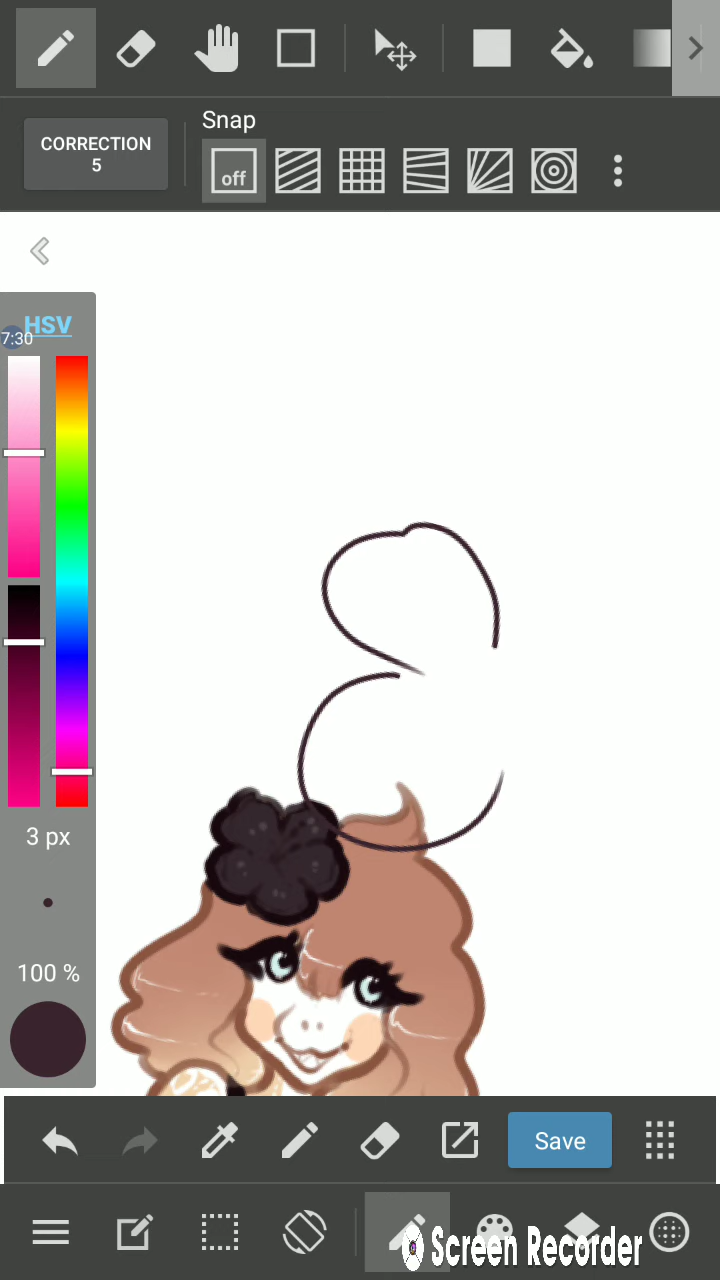 Snap
CORRECTION
5
off
HSV
7:30
3 px
100 %
Save
Screen Recorder